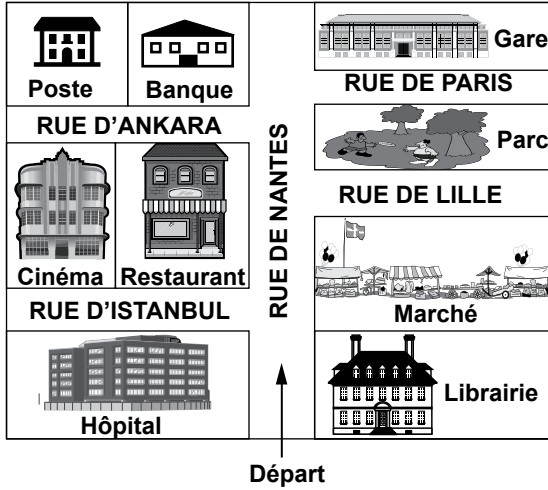 Poste
Banque
Gare
RUE D'ANKARA
RUE DE PARIS
Parc
RUE DE NANTES
RUE DE LILLE
Cinéma
Restaurant
Marché
RUE D'ISTANBUL
Hôpital
Librairie
Départ